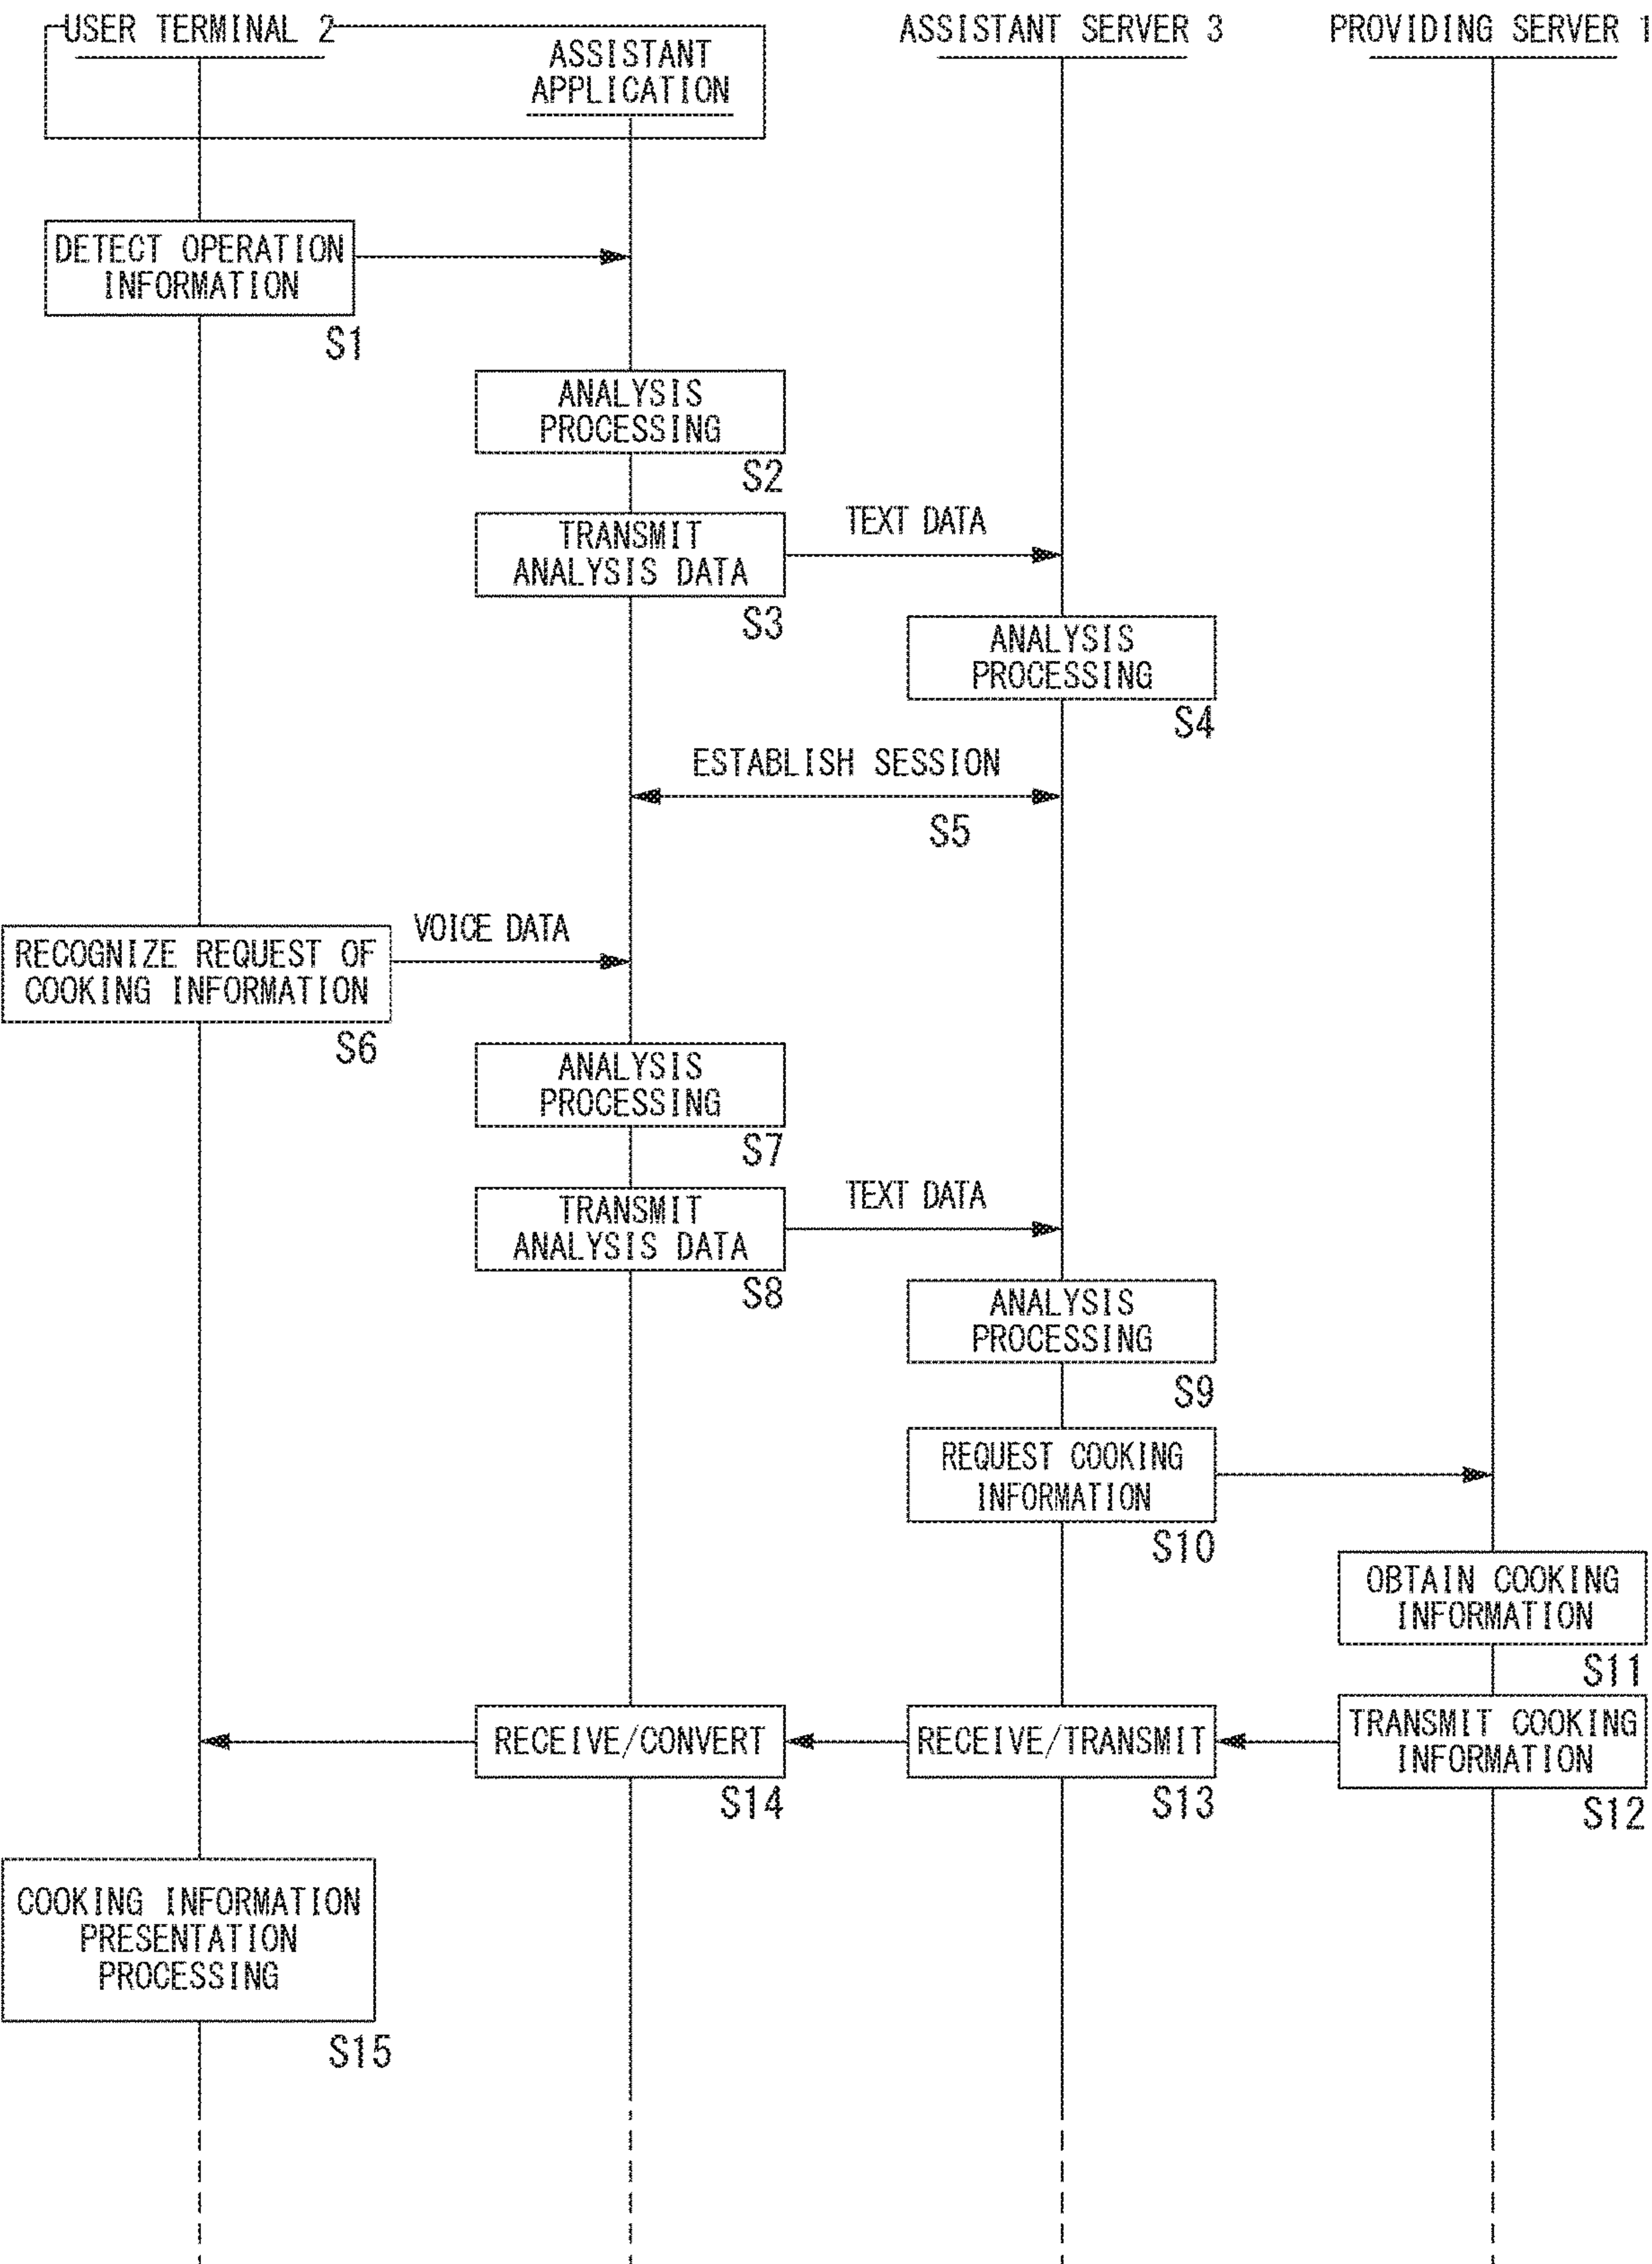 USER TERMINAL 2
ASSISTANT
APPLICATION
ASSISTANT SERVER 3
PROVIDING SERVER 1
DETECT OPERATION
INFORMATION
S1
ANALYSIS
PROCESSING
S2
TRANSMIT
ANALYSIS DATA
S3
TEXT DATA
ANALYSIS
PROCESSING
S4
ESTABLISH SESSION
S5
RECOGNIZE REQUEST OF
COOKING INFORMATION
S6
VOICE DATA
ANALYSIS
PROCESSING
S7
TRANSMIT
ANALYSIS DATA
S8
TEXT DATA
ANALYSIS
PROCESSING
S9
REQUEST COOKING
INFORMATION
S10
OBTAIN COOKING
INFORMATION
S11
TRANSMIT COOKING
INFORMATION
S12
RECEIVE/TRANSMIT
S13
RECEIVE/CONVERT
S14
COOKING INFORMATION
PRESENTATION
PROCESSING
S15